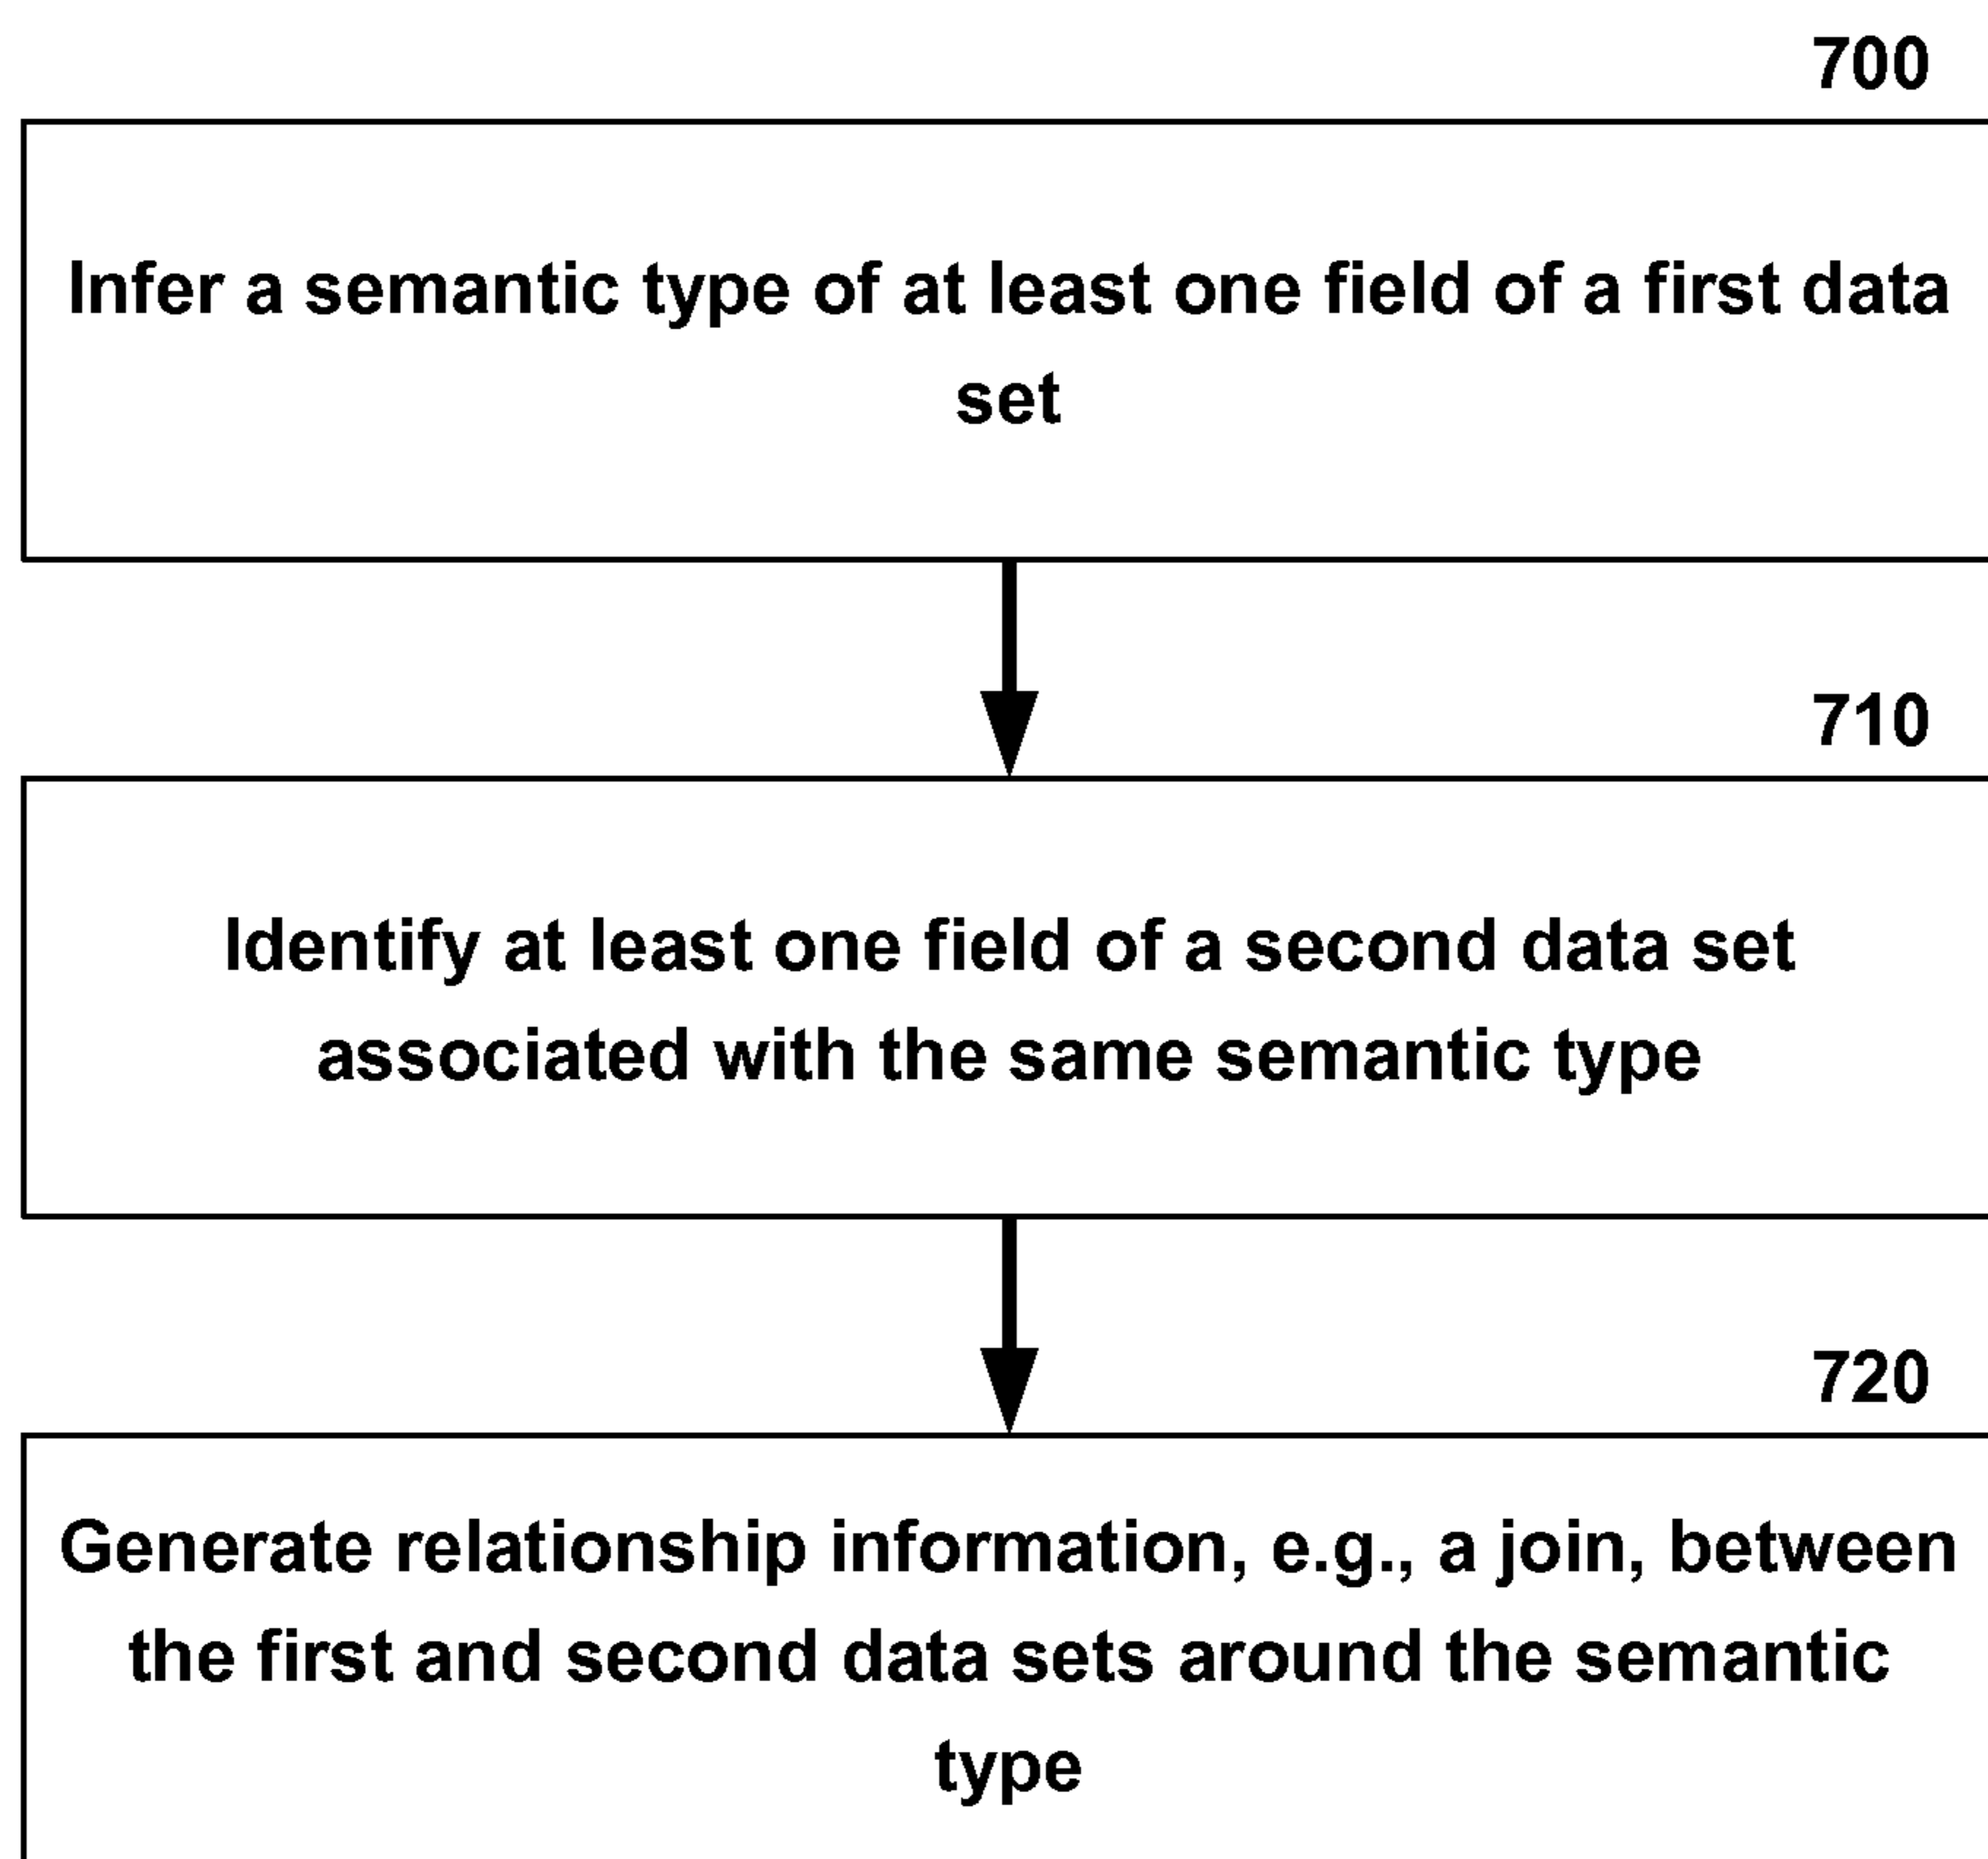 700
Infer a semantic type of at least one field of a first data
set
710
Identify at least one field of a second data set
associated with the same semantic type
720
Generate relationship information, e.g., a join, between
the first and second data sets around the semantic
type